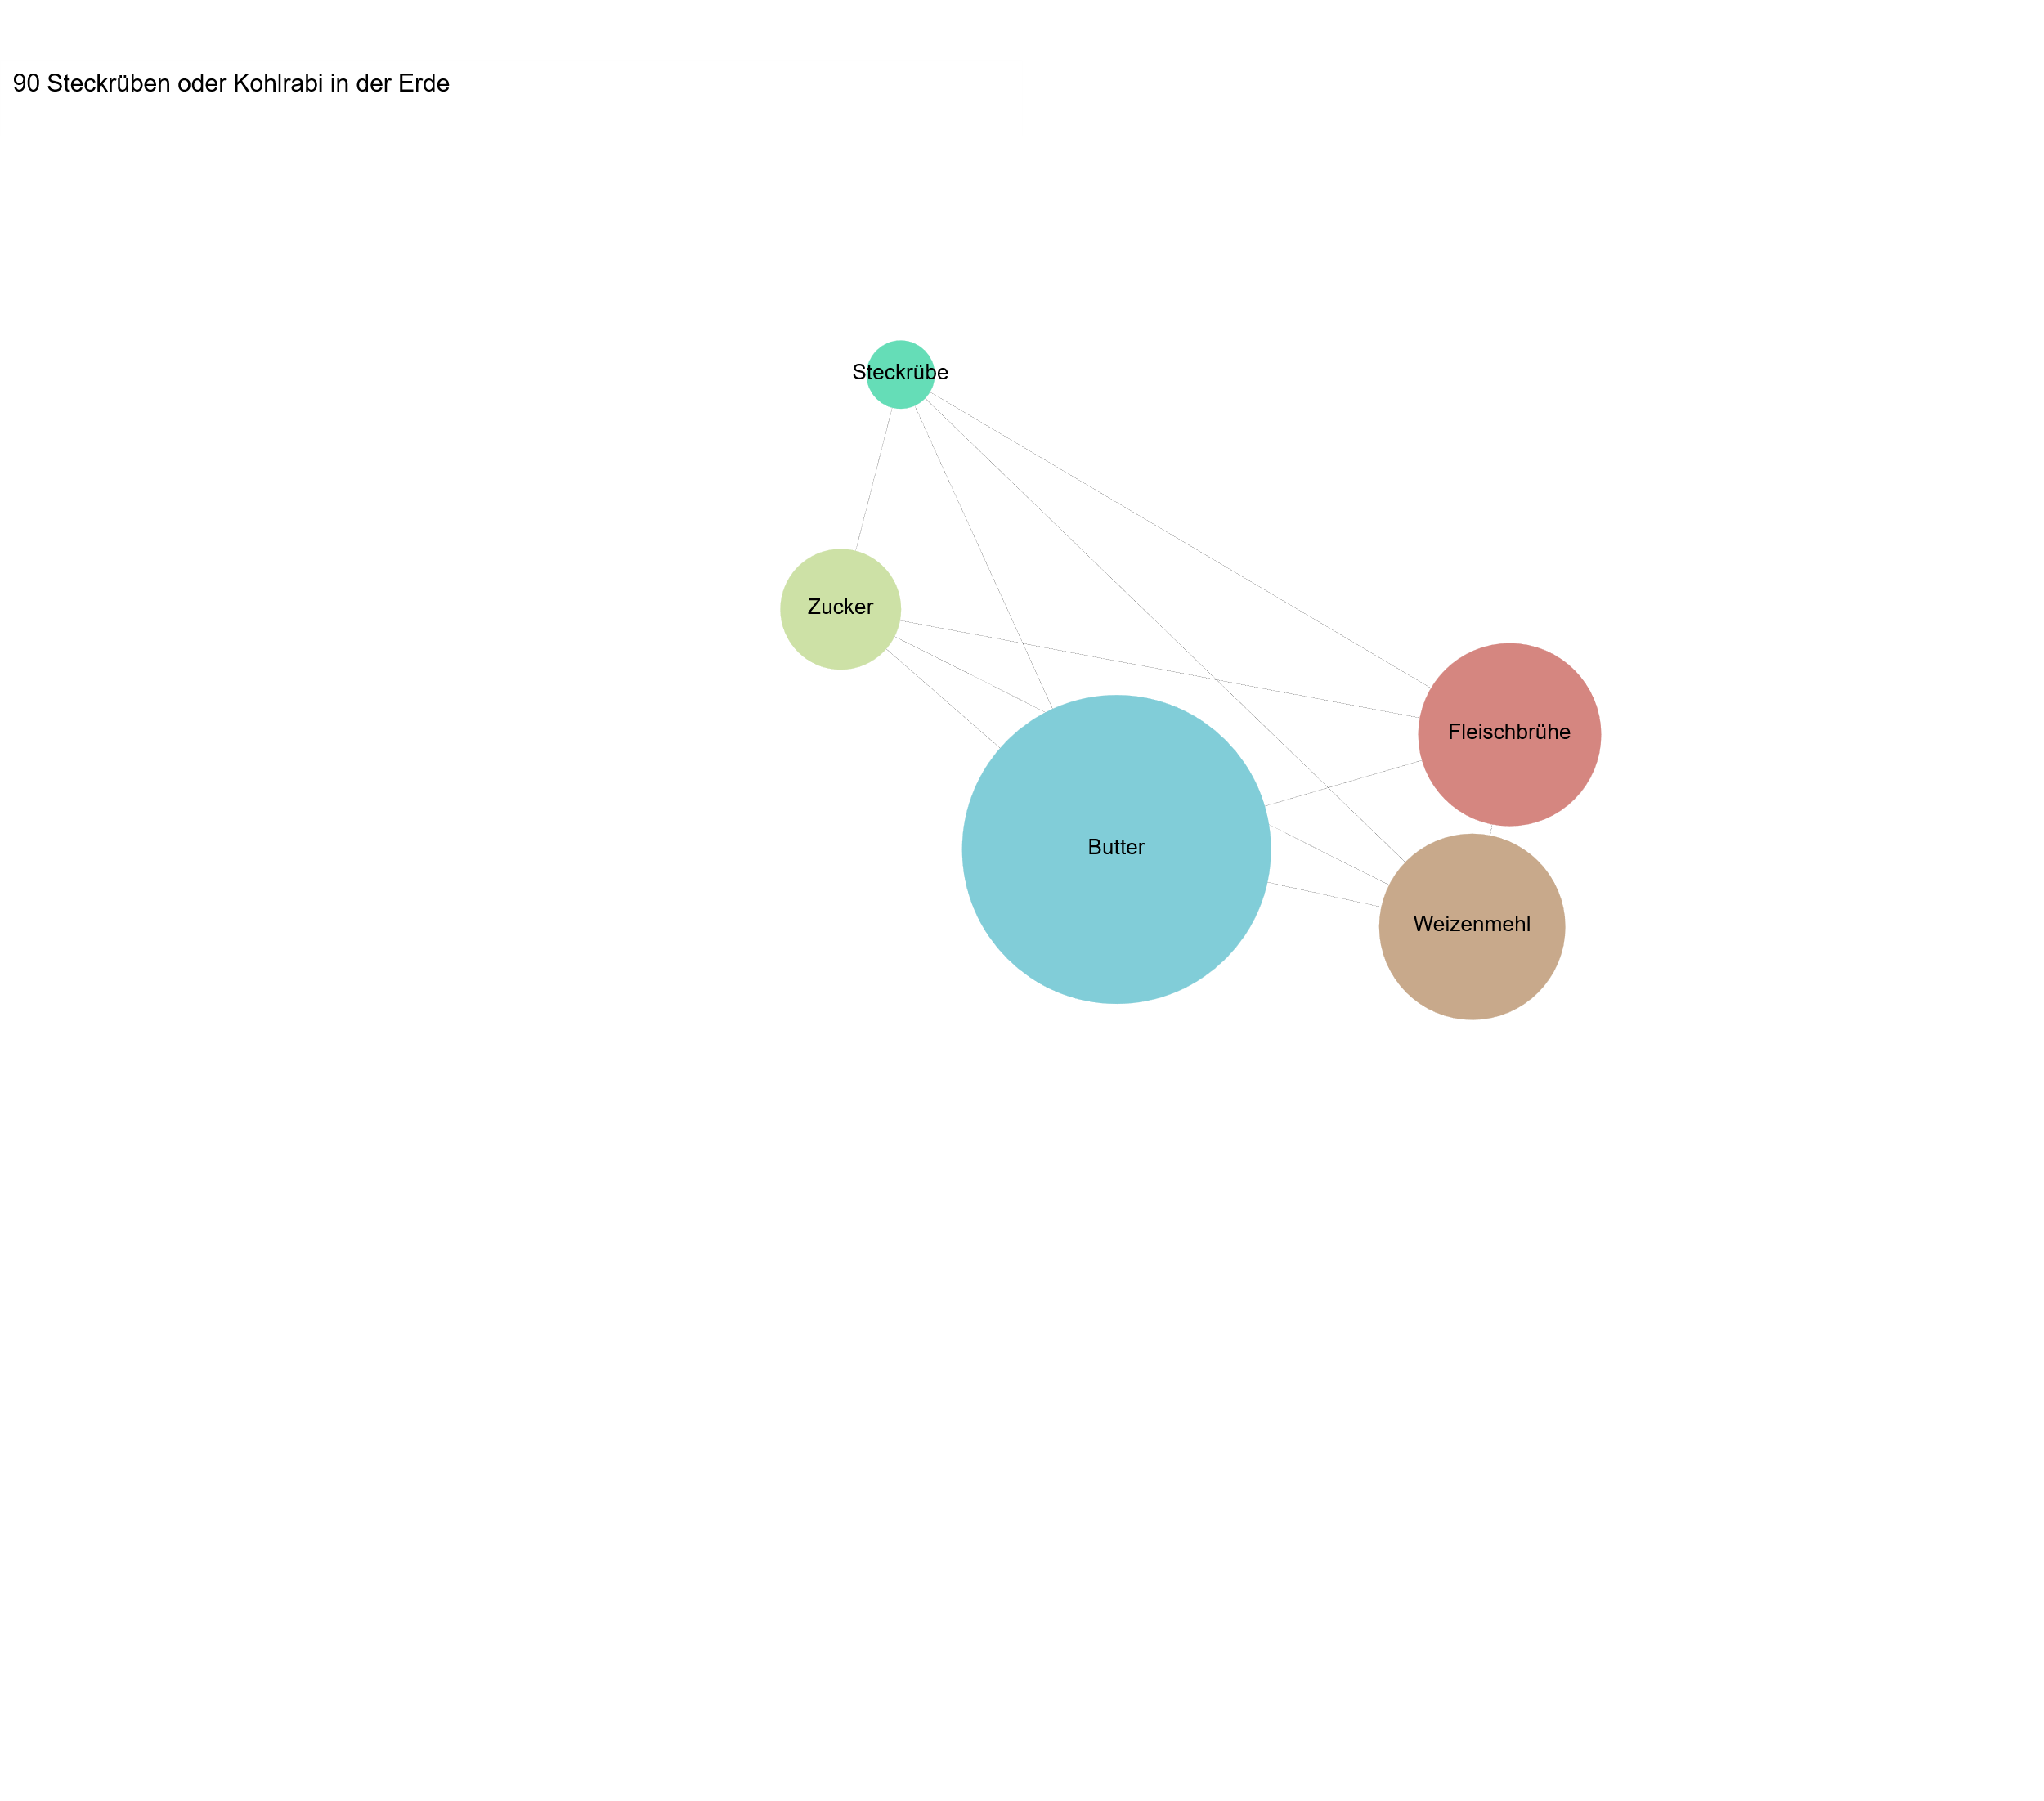 90 Steckrüben oder Kohlrabi in der Erde
Steckrübe
Zucker
Fleischbrühe
Butter
Weizenmehl